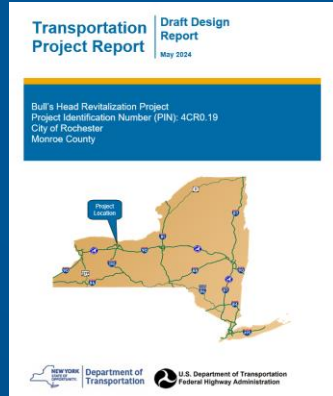 Transportation
Project Report
Draft Design
Report
May 2024
Bull's Head Revitalization Project
Project Identification Number (PIN): 4CR0.19
City of Rochester
Monroe County
Project
Location
NEW YORK
STATE OF
OPPORTUNITY.
Department of
Transportation
U.S. Department of Transportation
Federal Highway Administration